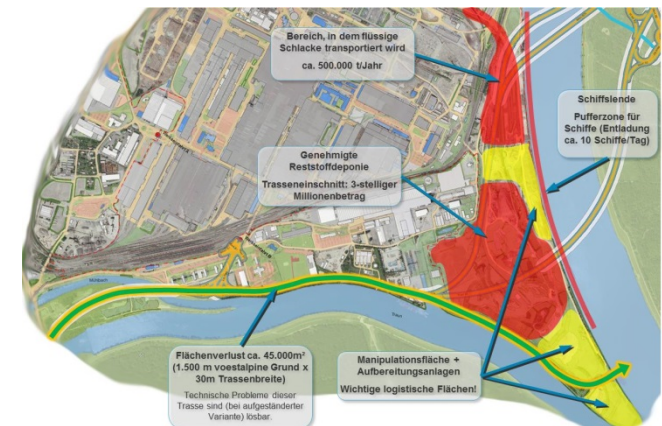 Bereich, in dem flüssige
Schlacke transportiert wird
ca. 500.000 t/Jahr
Schiffslende
Pufferzone für
Schiffe (Entladung
ca. 10 Schiffe/Tag)
Genehmigte
Reststoffdeponie
Trasseneinschnitt: 3-stelliger
Millionenbetrag
Mühlbach
Traun
Flächenverlust ca. 45.000m²
(1.500 m voestalpine Grund x
30m Trassenbreite)
Technische Probleme dieser
Trasse sind (bei aufgeständerter
Variante) lösbar.
Manipulationsfläche +
Aufbereitungsanlagen
Wichtige logistische Flächen!